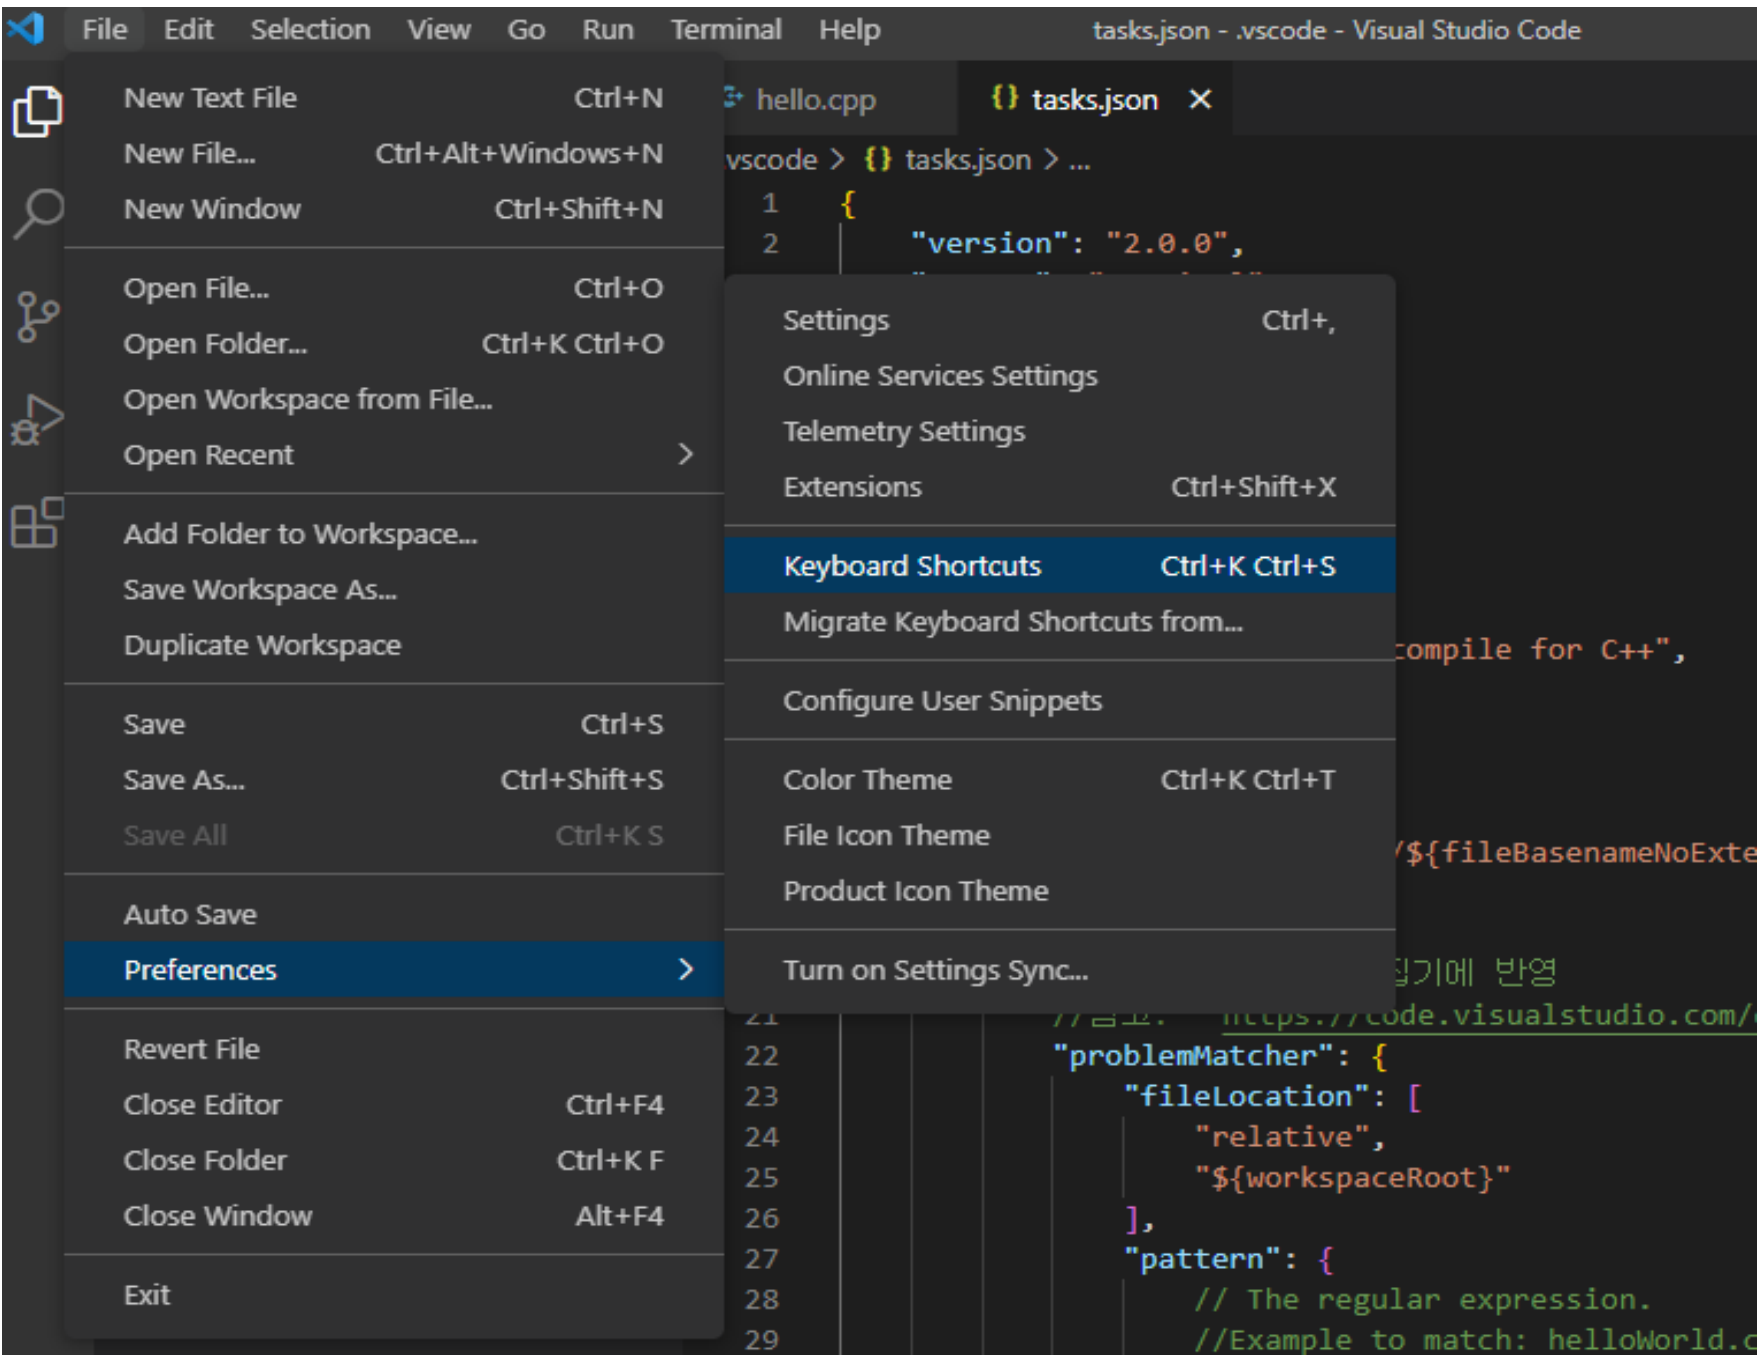 File Edit Selection View Go Run Terminal Help tasks.json - .vscode - Visual Studio Code
New Text File Ctrl+N
New File... Ctrl+Alt+Windows+N
New Window Ctrl+Shift+N
Open File... Ctrl+O
Open Folder... Ctrl+K Ctrl+O
Open Workspace from File...
Open Recent
Add Folder to Workspace...
Save Workspace As...
Duplicate Workspace
Save Ctrl+S
Save As... Ctrl+Shift+S
Save All Ctrl+K S
Auto Save
Preferences
Revert File
Close Editor Ctrl+F4
Close Folder Ctrl+K F
Close Window Alt+F4
Exit
Settings Ctrl+,
Online Services Settings
Telemetry Settings
Extensions Ctrl+Shift+X
Keyboard Shortcuts Ctrl+K Ctrl+S
Migrate Keyboard Shortcuts from...
Configure User Snippets
Color Theme Ctrl+K Ctrl+T
File Icon Theme
Product Icon Theme
Turn on Settings Sync...
hello.cpp {} tasks.json ×
vscode > {} tasks.json > ...
1 {
2 "version": "2.0.0",
compile for C++",
/${fileBasenameNoExte
집기에 반영
21 //참고: https://code.visualstudio.com/
22 "problemMatcher": {
23 "fileLocation": [
24 "relative",
25 "${workspaceRoot}"
26 ],
27 "pattern": {
28 // The regular expression.
29 //Example to match: helloWorld.c